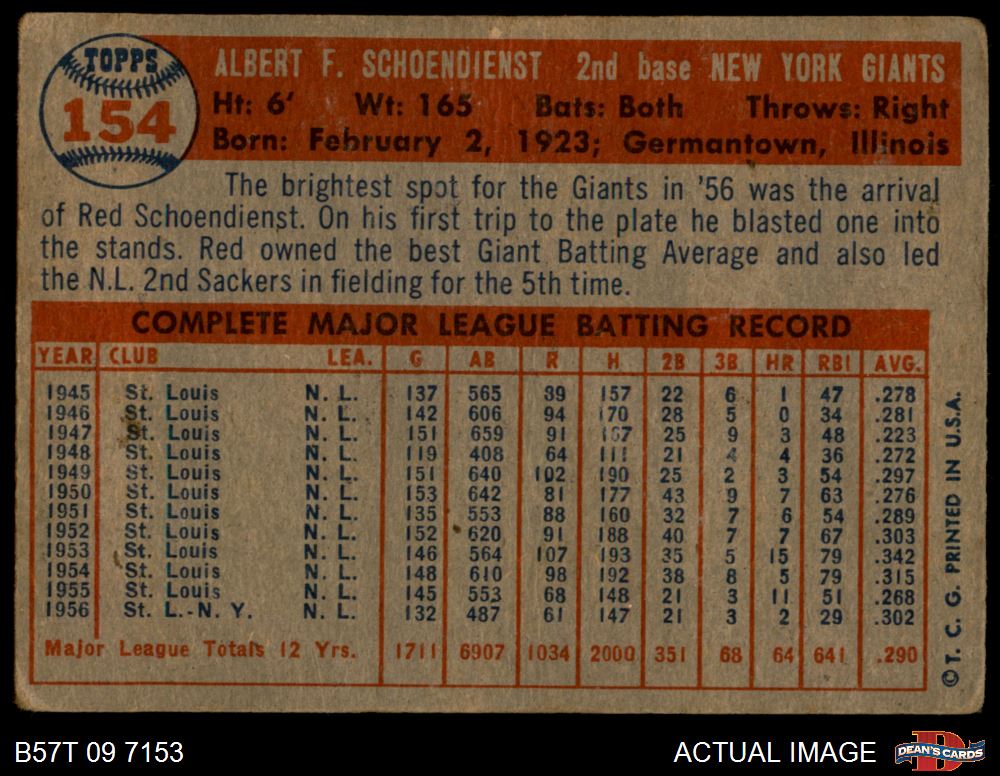 TOPPS
154
ALBERT F. SCHOENDIENST 2nd base NEW YORK GIANTS
Ht: 6' Wt: 165 Bats: Both Throws: Right
Born: February 2, 1923; Germantown, Illinois
The brightest spot for the Giants in '56 was the arrival
of Red Schoendienst. On his first trip to the plate he blasted one into
the stands. Red owned the best Giant Batting Average and also led
the N.L. 2nd Sackers in fielding for the 5th time.
COMPLETE MAJOR LEAGUE BATTING RECORD
YEAR CLUB LEA. G AB R H 2B 3B HR RBI AVG.
1945 St. Louis N. L. 137 565 39 157 22 6 1 47 .278
1946 St. Louis N. L. 142 606 94 170 28 5 0 34 .281
1947 St. Louis N. L. 151 659 91 167 25 9 3 48 .223
1948 St. Louis N. L. 119 408 64 111 21 4 4 36 .272
1949 St. Louis N. L. 151 640 102 190 25 2 3 54 .297
1950 St. Louis N. L. 153 642 81 177 43 9 7 63 .276
1951 St. Louis N. L. 135 553 88 160 32 7 6 54 .289
1952 St. Louis N. L. 152 620 91 188 40 7 7 67 .303
1953 St. Louis N. L. 146 564 107 193 35 5 15 79 .342
1954 St. Louis N. L. 148 610 98 192 38 8 5 79 .315
1955 St. Louis N. L. 145 553 68 148 21 3 11 51 .268
1956 St. L.-N. Y. N. L. 132 487 61 147 21 3 2 29 .302
Major League Totals 12 Yrs. 1711 6907 1034 2000 351 68 64 641 .290
©T. C. G. PRINTED IN U.S.A.
B57T 09 7153
ACTUAL IMAGE
DEAN'S CARDS